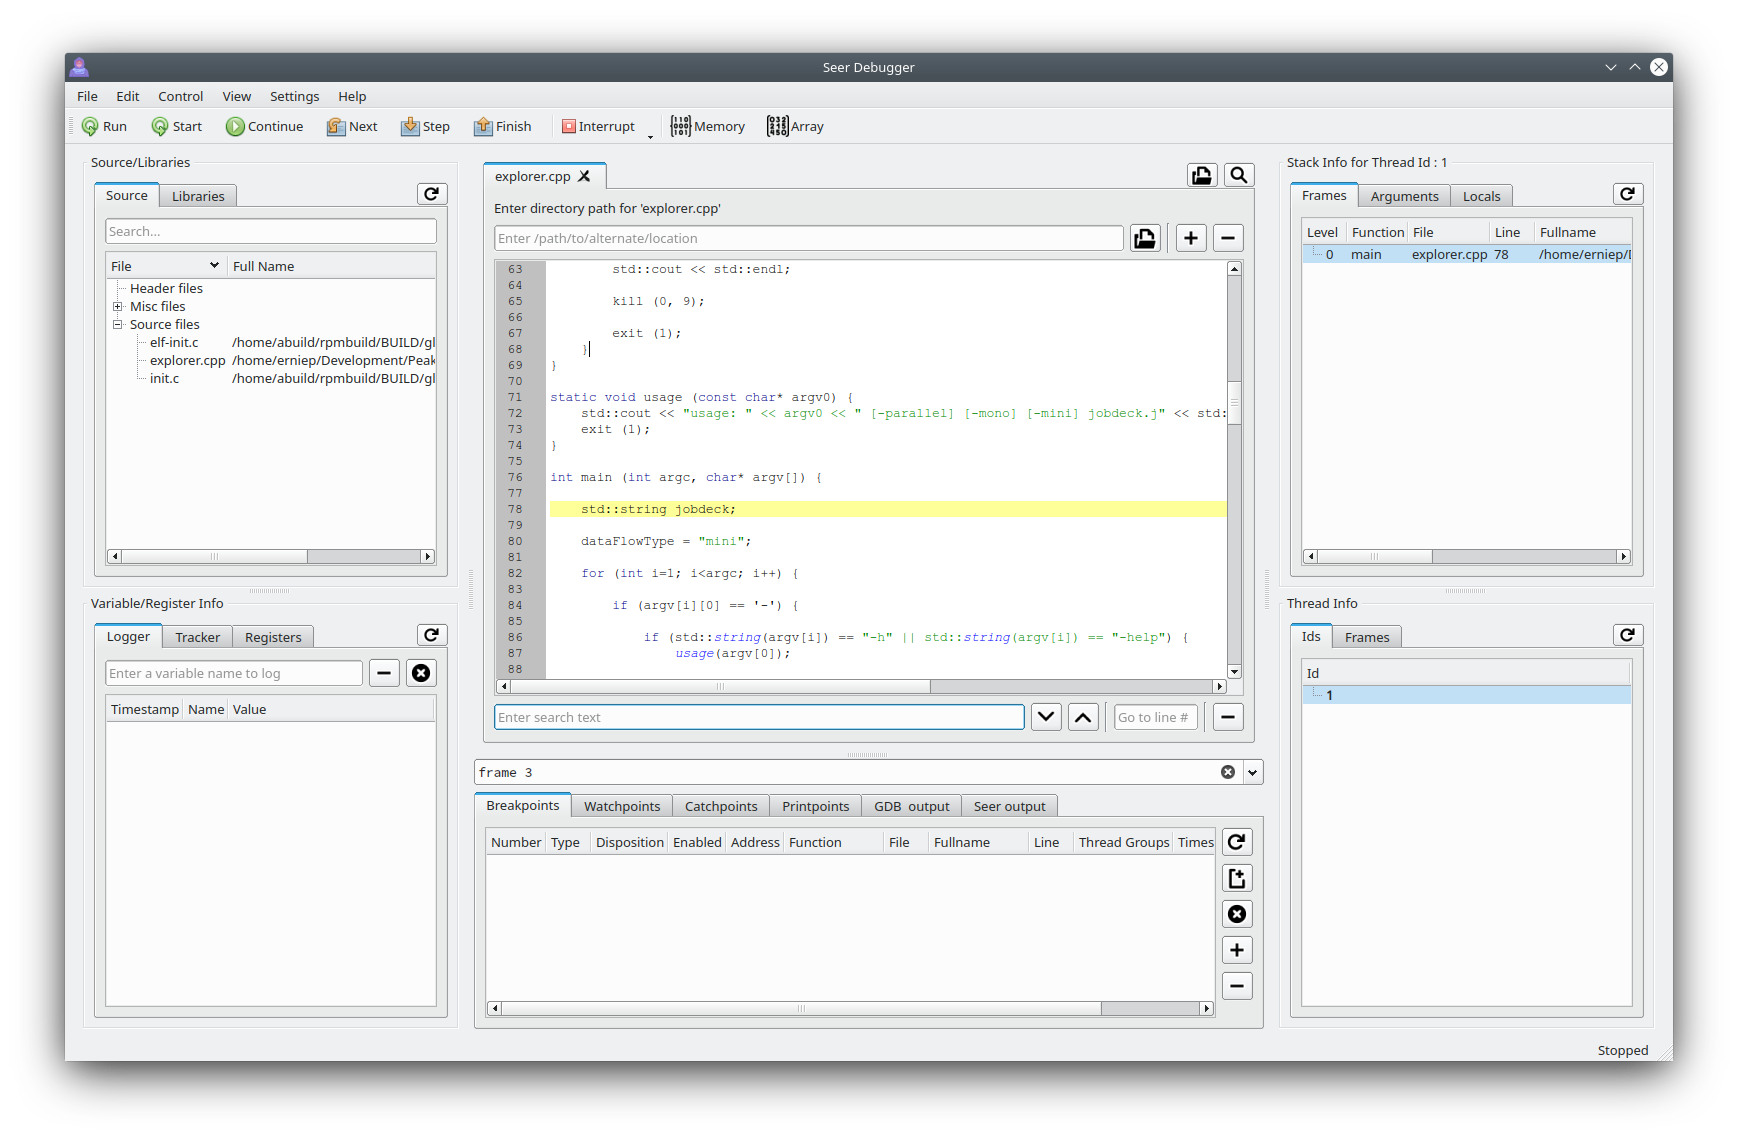 Seer Debugger
File Edit Control View Settings Help
Run Start Continue Next Step Finish Interrupt Memory Array
Source/Libraries
Source Libraries
Search...
File Full Name
Header files
Misc files
Source files
elf-init.c /home/abuild/rpmbuild/BUILD/gl
explorer.cpp /home/erniep/Development/Peak
init.c /home/abuild/rpmbuild/BUILD/gl
Variable/Register Info
Logger Tracker Registers
Enter a variable name to log
Timestamp Name Value
explorer.cpp
Enter directory path for 'explorer.cpp'
Enter /path/to/alternate/location
63 std::cout << std::endl;
64
65 kill (0, 9);
66
67 exit (1);
68 }
69 }
70
71 static void usage (const char* argv0) {
72 std::cout << "usage: " << argv0 << " [-parallel] [-mono] [-mini] jobdeck.j" << std:
73 exit (1);
74 }
75
76 int main (int argc, char* argv[]) {
77
78 std::string jobdeck;
79
80 dataFlowType = "mini";
81
82 for (int i=1; i<argc; i++) {
83
84 if (argv[i][0] == '-') {
85
86 if (std::string(argv[i]) == "-h" || std::string(argv[i]) == "-help") {
87 usage(argv[0]);
88
Enter search text
Go to line #
frame 3
Breakpoints Watchpoints Catchpoints Printpoints GDB output Seer output
Number Type Disposition Enabled Address Function File Fullname Line Thread Groups Times
Stack Info for Thread Id : 1
Frames Arguments Locals
Level Function File Line Fullname
0 main explorer.cpp 78 /home/erniep/
Thread Info
Ids Frames
Id
1
Stopped